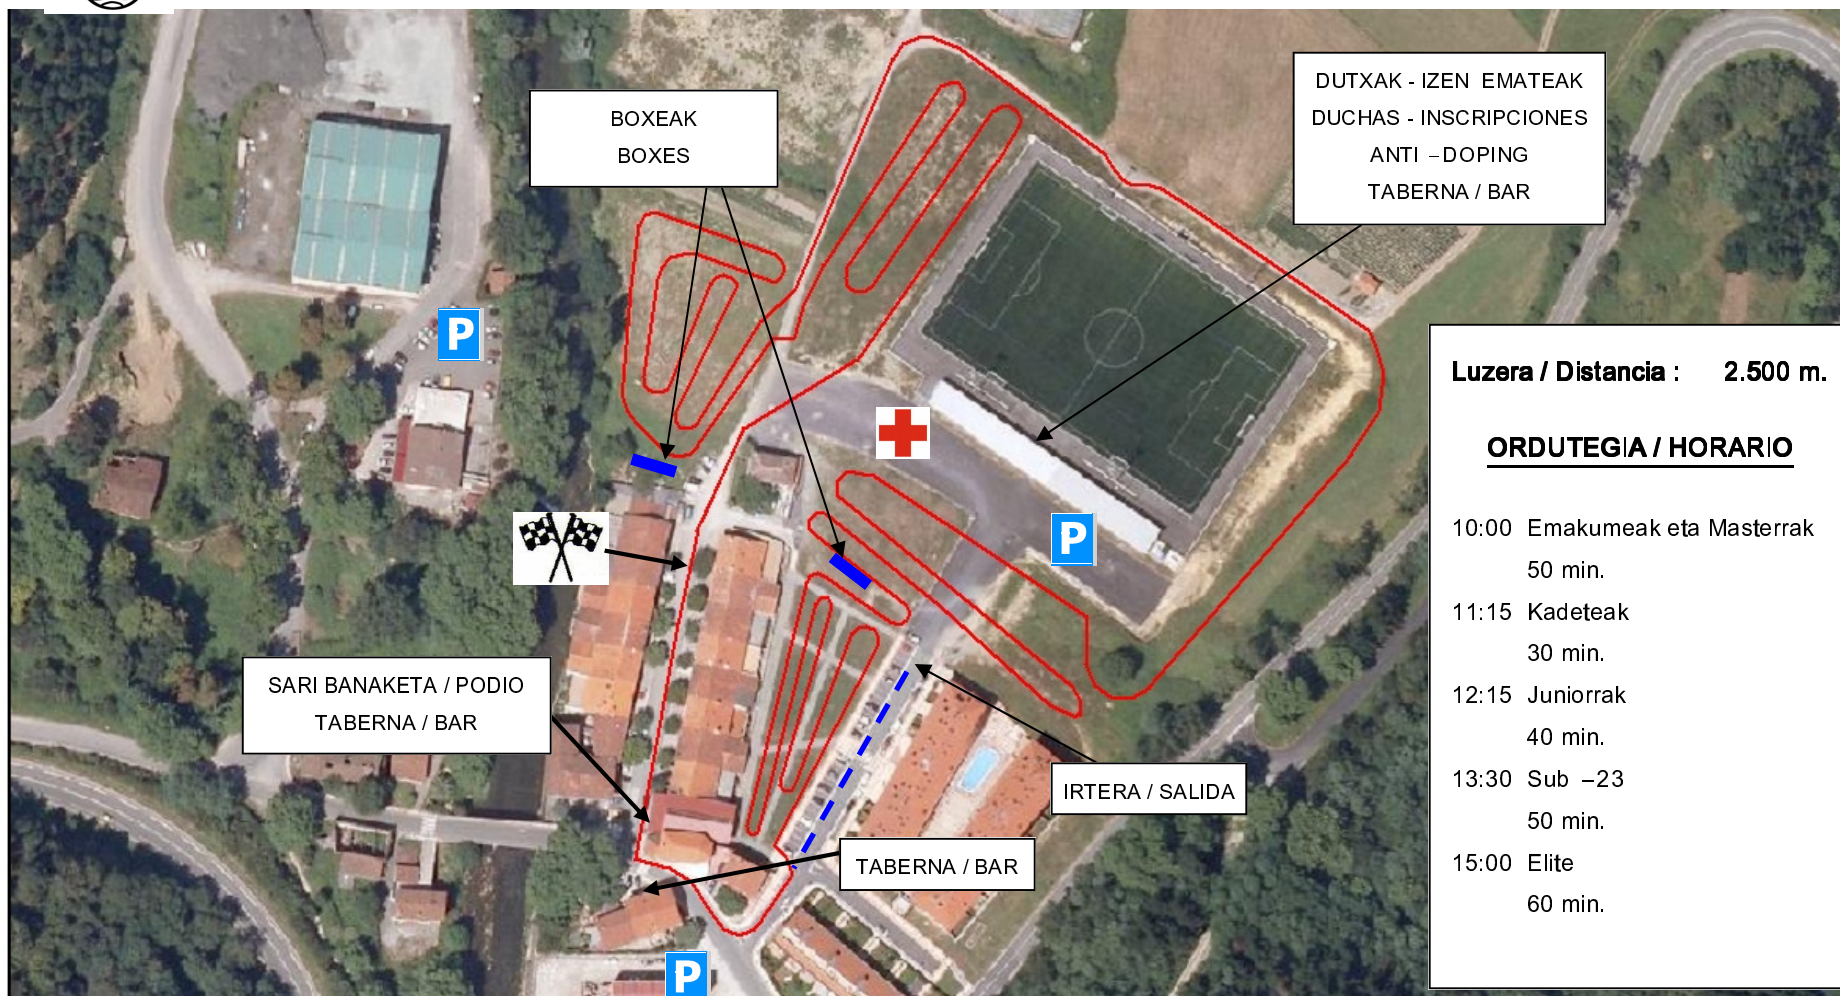 BOXEAK
BOXES
DUTXAK - IZEN EMATEAK
DUCHAS - INSCRIPCIONES
ANTI –DOPING
TABERNA / BAR
P
P
SARI BANAKETA / PODIO
TABERNA / BAR
IRTERA / SALIDA
TABERNA / BAR
P
Luzera / Distancia : 2.500 m.
ORDUTEGIA / HORARIO
10:00 Emakumeak eta Masterrak
50 min.
11:15 Kadeteak
30 min.
12:15 Juniorrak
40 min.
13:30 Sub –23
50 min.
15:00 Elite
60 min.